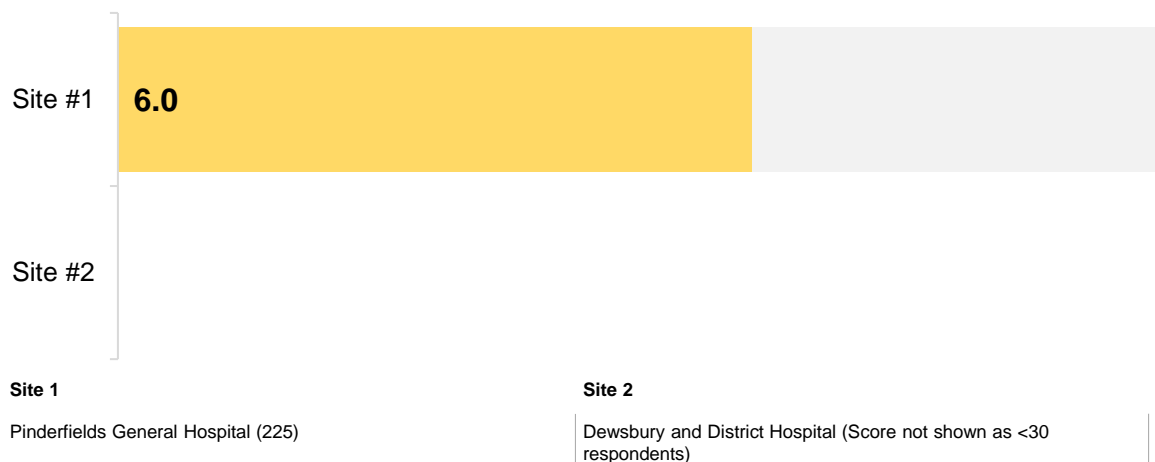 Site #1
6.0
Site #2
Site 1
Site 2
Pinderfields General Hospital (225)
Dewsbury and District Hospital (Score not shown as <30
respondents)